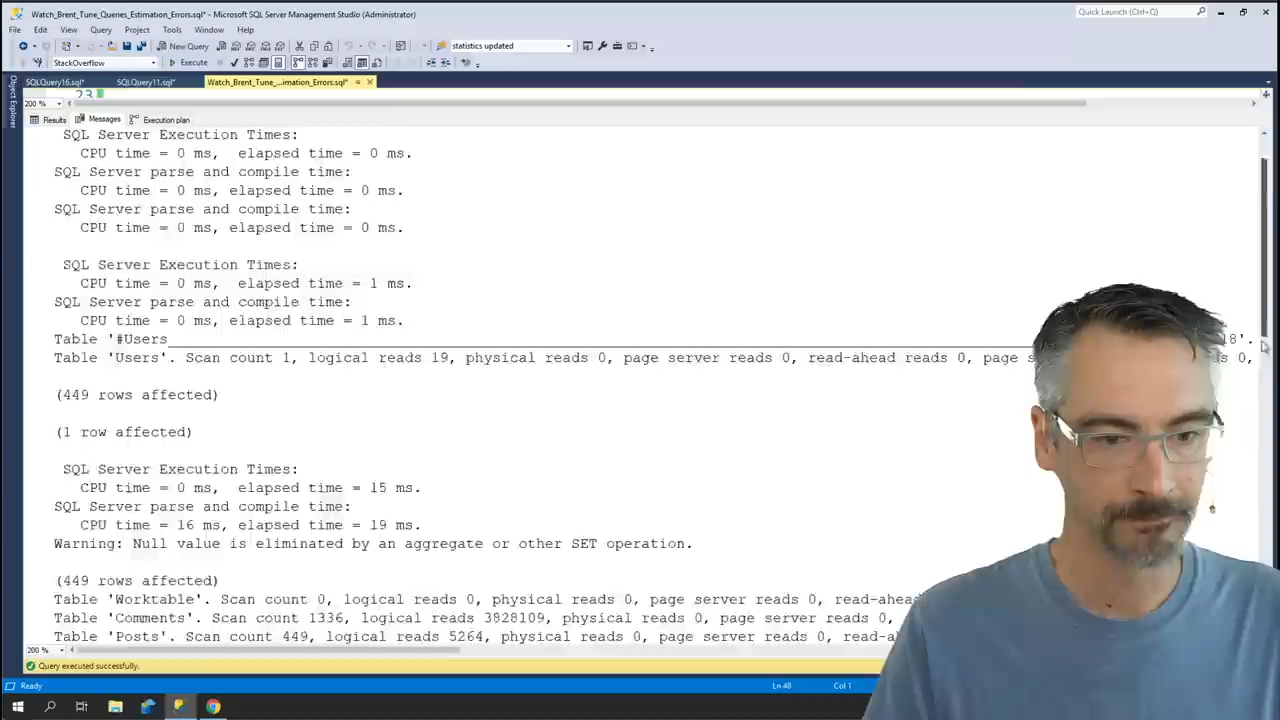 Watch_Brent_Tune_Queries_Estimation_Errors.sql* - Microsoft SQL Server Management Studio (Administrator)
Quick Launch (Ctrl+Q)
File Edit View Query Project Tools Window Help
New Query statistics updated
StackOverflow Execute
SQLQuery16.sql* SQLQuery11.sql* Watch_Brent_Tune_...imation_Errors.sql*
Object Explorer
23
200 %
Results Messages Execution plan
SQL Server Execution Times:
CPU time = 0 ms, elapsed time = 0 ms.
SQL Server parse and compile time:
CPU time = 0 ms, elapsed time = 0 ms.
SQL Server parse and compile time:
CPU time = 0 ms, elapsed time = 0 ms.
SQL Server Execution Times:
CPU time = 0 ms, elapsed time = 1 ms.
SQL Server parse and compile time:
CPU time = 0 ms, elapsed time = 1 ms.
Table '#Users 18'.
Table 'Users'. Scan count 1, logical reads 19, physical reads 0, page server reads 0, read-ahead reads 0, page s ds 0,
(449 rows affected)
(1 row affected)
SQL Server Execution Times:
CPU time = 0 ms, elapsed time = 15 ms.
SQL Server parse and compile time:
CPU time = 16 ms, elapsed time = 19 ms.
Warning: Null value is eliminated by an aggregate or other SET operation.
(449 rows affected)
Table 'Worktable'. Scan count 0, logical reads 0, physical reads 0, page server reads 0, read-ahead
Table 'Comments'. Scan count 1336, logical reads 3828109, physical reads 0, page server reads 0,
Table 'Posts'. Scan count 449, logical reads 5264, physical reads 0, page server reads 0, read-a
200 %
Query executed successfully.
Ready Ln 48 Col 1